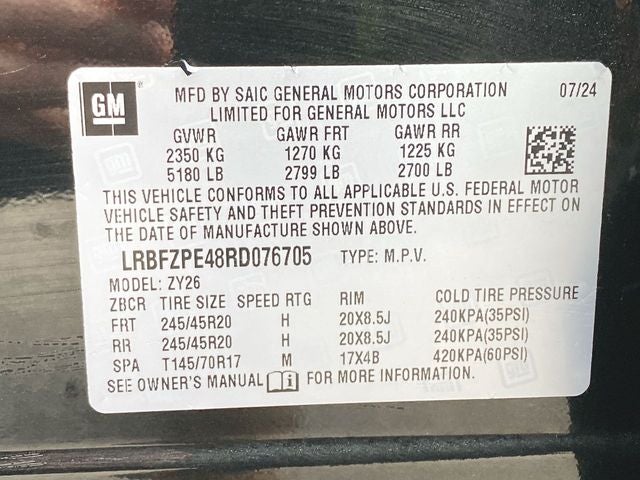 GM
MFD BY SAIC GENERAL MOTORS CORPORATION 07/24
LIMITED FOR GENERAL MOTORS LLC
GVWR GAWR FRT GAWR RR
2350 KG 1270 KG 1225 KG
5180 LB 2799 LB 2700 LB
THIS VEHICLE CONFORMS TO ALL APPLICABLE U.S. FEDERAL MOTOR
VEHICLE SAFETY AND THEFT PREVENTION STANDARDS IN EFFECT ON
THE DATE OF MANUFACTURE SHOWN ABOVE.
LRBFZPE48RD076705 TYPE: M.P.V.
MODEL: ZY26
ZBCR TIRE SIZE SPEED RTG RIM COLD TIRE PRESSURE
FRT 245/45R20 H 20X8.5J 240KPA(35PSI)
RR 245/45R20 H 20X8.5J 240KPA(35PSI)
SPA T145/70R17 M 17X4B 420KPA(60PSI)
SEE OWNER'S MANUAL FOR MORE INFORMATION.